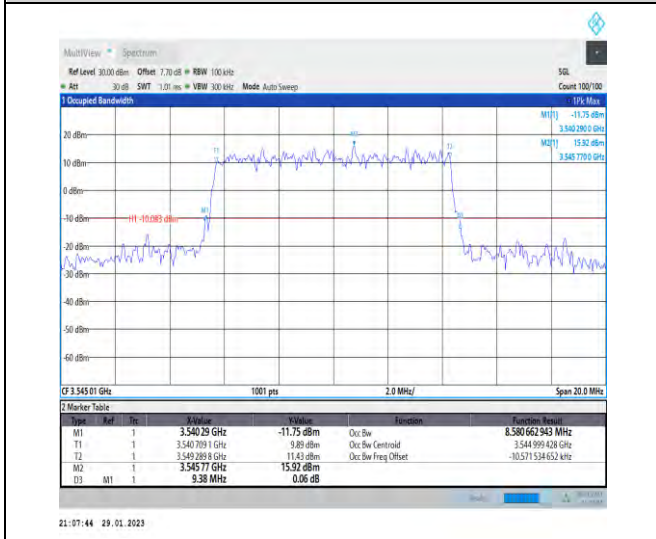 MultiView Spectrum
Ref Level 30.00 dBm Offset 7.70 dB RBW 100 kHz SGL
Att 30 dB SWT 1.01 ms VBW 300 kHz Mode Auto Sweep Count 100/100
1 Occupied Bandwidth 1Pk Max
M1[1] -11.75 dBm
3.540 290 0 GHz
M2[1] 15.92 dBm
3.545 770 0 GHz
20 dBm
10 dBm
0 dBm
-10 dBm
H1 -10.083 dBm
-20 dBm
-30 dBm
-40 dBm
-50 dBm
-60 dBm
T1
M2
T2
M1
CF 3.545 01 GHz 1001 pts 2.0 MHz/ Span 20.0 MHz
2 Marker Table
Type Ref Trc X-Value Y-Value Function Function Result
M1 1 3.540 29 GHz -11.75 dBm Occ Bw 8.580 662 943 MHz
T1 1 3.540 709 1 GHz 9.89 dBm Occ Bw Centroid 3.544 999 428 GHz
T2 1 3.549 289 8 GHz 11.43 dBm Occ Bw Freq Offset -10.571 534 652 kHz
M2 1 3.545 77 GHz 15.92 dBm
D3 M1 1 9.38 MHz 0.06 dB
21:07:44 29.01.2023